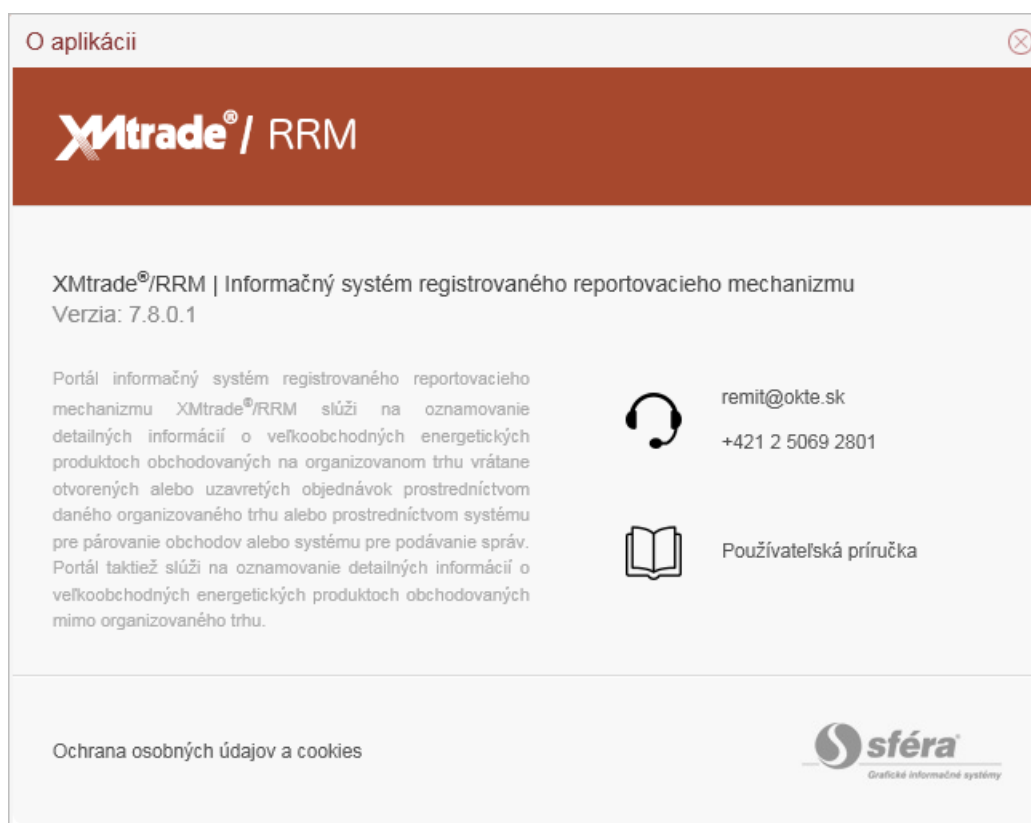 O aplikácii
XMtrade®/ RRM
XMtrade®/RRM | Informačný systém registrovaného reportovacieho mechanizmu
Verzia: 7.8.0.1
Portál informačný systém registrovaného reportovacieho
mechanizmu XMtrade®/RRM slúži na oznamovanie
detailných informácií o veľkoobchodných energetických
produktoch obchodovaných na organizovanom trhu vrátane
otvorených alebo uzavretých objednávok prostredníctvom
daného organizovaného trhu alebo prostredníctvom systému
pre párovanie obchodov alebo systému pre podávanie správ.
Portál taktiež slúži na oznamovanie detailných informácií o
veľkoobchodných energetických produktoch obchodovaných
mimo organizovaného trhu.
remit@okte.sk
+421 2 5069 2801
Používateľská príručka
Ochrana osobných údajov a cookies
sféra
Grafické informačné systémy